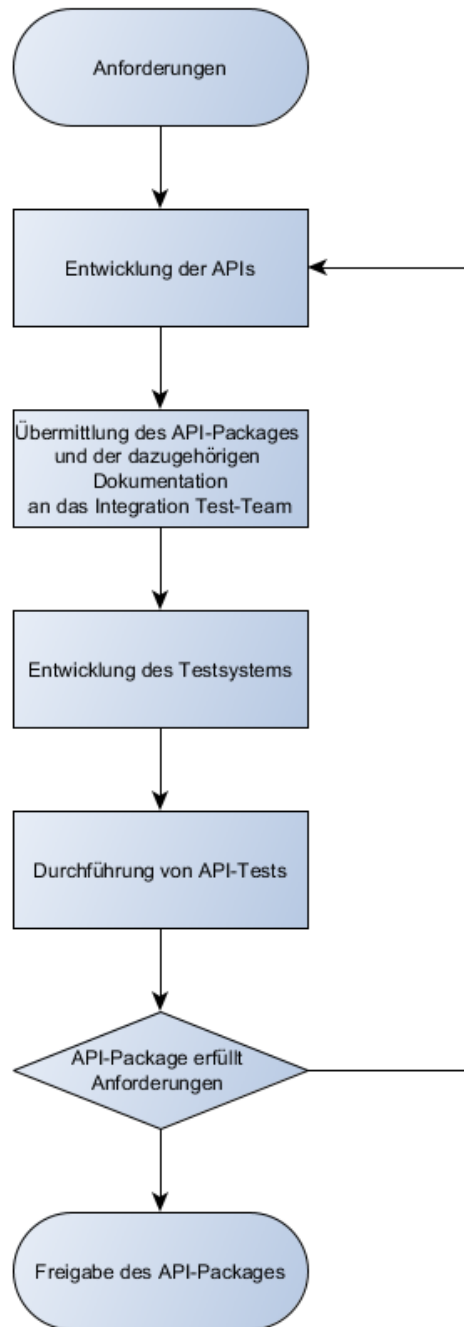 Anforderungen
Entwicklung der APIs
Übermittlung des API-Packages
und der dazugehörigen
Dokumentation
an das Integration Test-Team
Entwicklung des Testsystems
Durchführung von API-Tests
API-Package erfüllt
Anforderungen
Freigabe des API-Packages